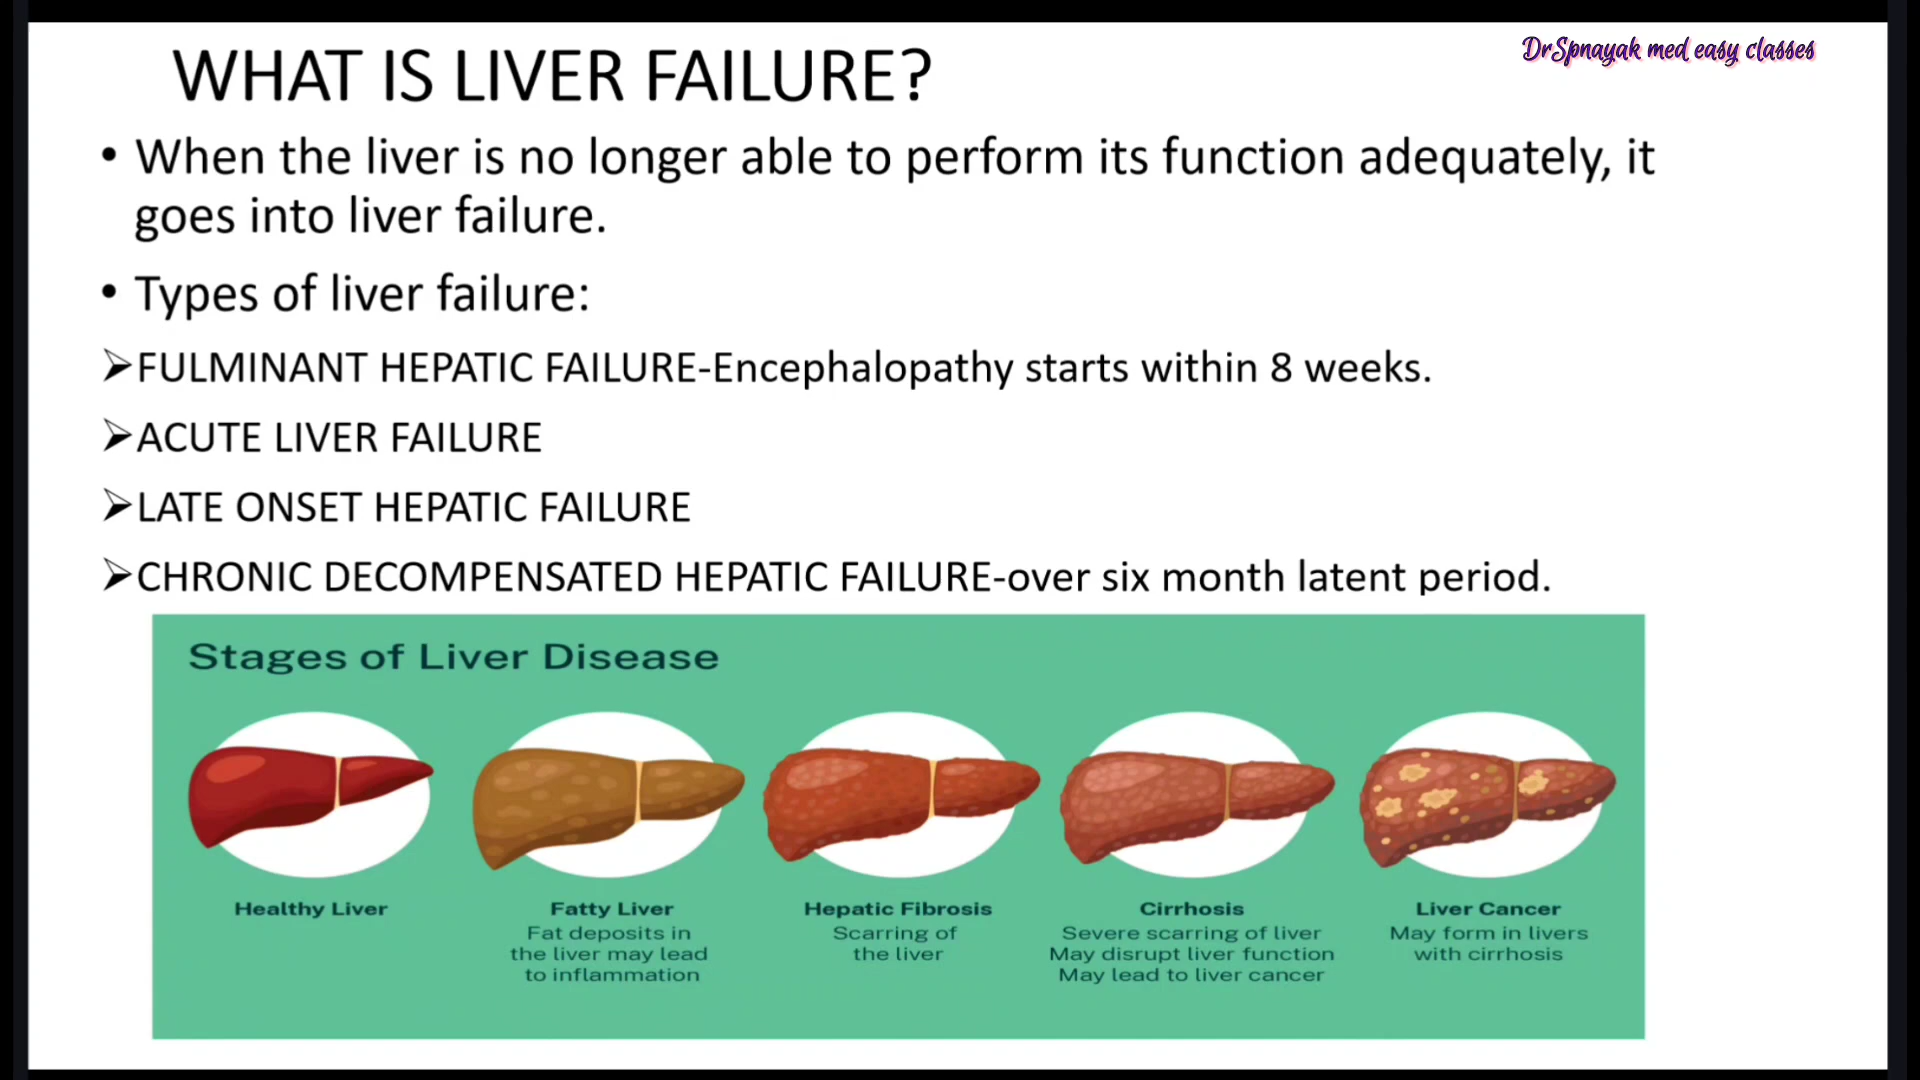 WHAT IS LIVER FAILURE?
DrSpnayak med easy classes
• When the liver is no longer able to perform its function adequately, it
goes into liver failure.
• Types of liver failure:
➢FULMINANT HEPATIC FAILURE-Encephalopathy starts within 8 weeks.
➢ACUTE LIVER FAILURE
➢LATE ONSET HEPATIC FAILURE
➢CHRONIC DECOMPENSATED HEPATIC FAILURE-over six month latent period.
Stages of Liver Disease
Healthy Liver
Fatty Liver
Fat deposits in
the liver may lead
to inflammation
Hepatic Fibrosis
Scarring of
the liver
Cirrhosis
Severe scarring of liver
May disrupt liver function
May lead to liver cancer
Liver Cancer
May form in livers
with cirrhosis